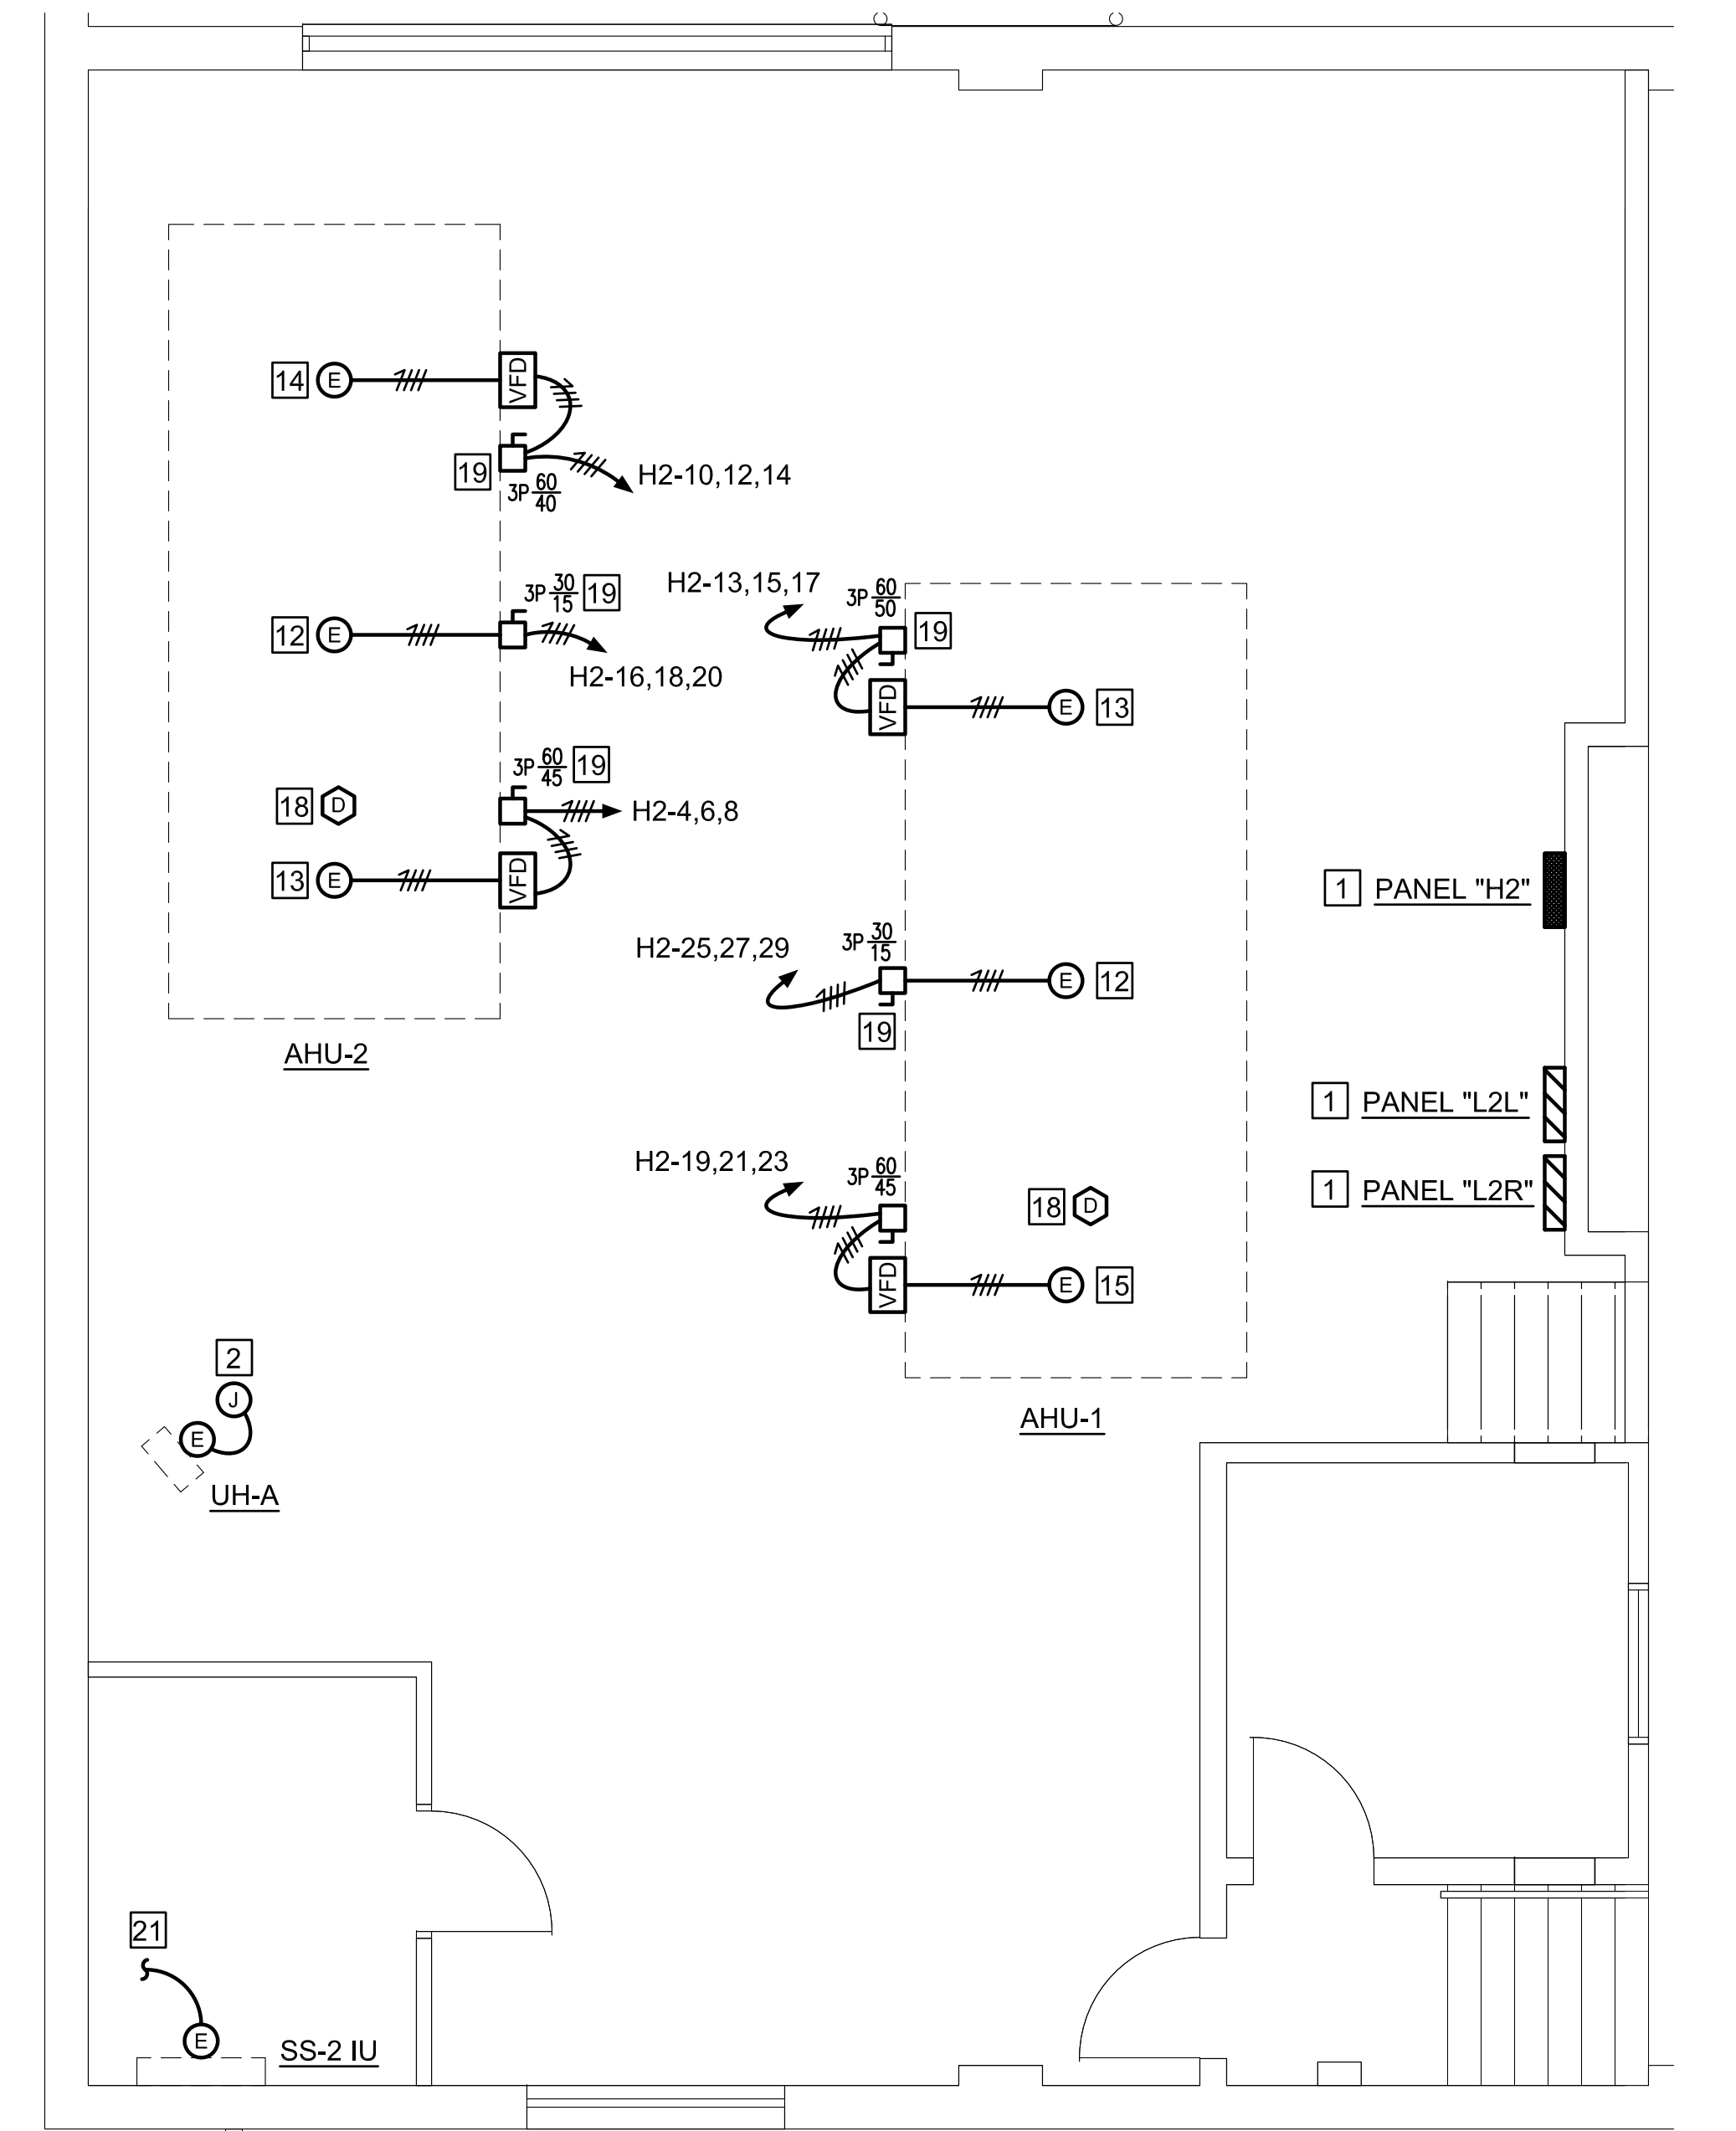 14 E VFD
19
3P 60/40
H2-10,12,14
3P 30/15 19
12 E
H2-16,18,20
H2-13,15,17
3P 60/50
19
VFD E 13
3P 60/45 19
18 D
H2-4,6,8
13 E VFD
1 PANEL "H2"
H2-25,27,29
3P 30/15
E 12
19
AHU-2
1 PANEL "L2L"
H2-19,21,23
3P 60/45
18 D
1 PANEL "L2R"
VFD E 15
2
J
E
UH-A
AHU-1
21
E
SS-2 IU